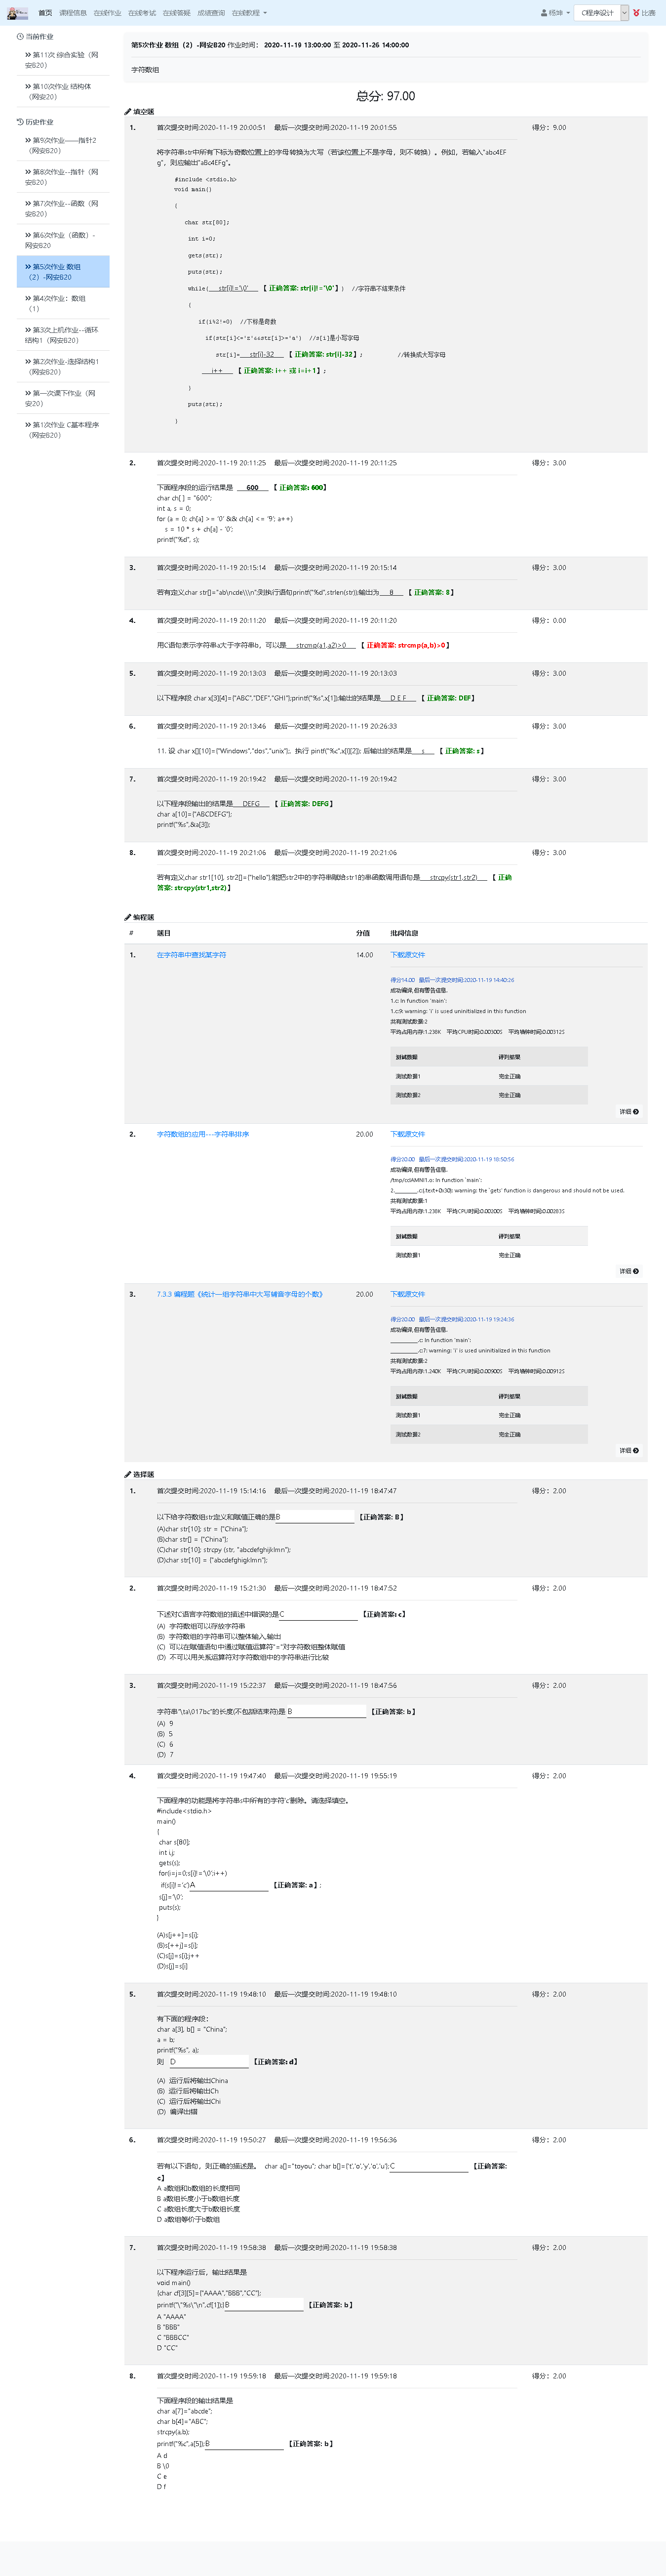 首页 课程信息 在线作业 在线考试 在线答疑 成绩查询 在线教程
C程序设计 比赛
当前作业
第11次 综合实验（网安B20）
第10次作业 结构体（网安20）
历史作业
第9次作业——指针2（网安B20）
第8次作业--指针（网安B20）
第7次作业--函数（网安B20）
第6次作业（函数）-网安B20
第5次作业 数组（2）-网安B20
第4次作业：数组（1）
第3次上机作业--循环结构1（网安B20）
第2次作业-选择结构1（网安B20）
第一次课下作业（网安20）
第1次作业 C基本程序（网安B20）
第5次作业 数组（2）-网安B20 作业时间： 2020-11-19 13:00:00 至 2020-11-26 14:00:00
字符数组
总分: 97.00
填空题
1. 首次提交时间:2020-11-19 20:00:51 最后一次提交时间:2020-11-19 20:01:55 得分：9.00
将字符串str中所有下标为奇数位置上的字母转换为大写（若该位置上不是字母，则不转换）。例如，若输入"abc4EF
g"，则应输出"aBc4EFg"。
#include <stdio.h>
void main()
{
char str[80];
int i=0;
gets(str);
puts(str);
while( str[i]!='\0' 【 正确答案: str[i]!='\0'】) //字符串不结束条件
{
if(i%2!=0) //下标是奇数
if(str[i]<='z'&&str[i]>='a') //s[i]是小写字母
str[i]= str[i]-32 【 正确答案: str[i]-32】; //转换成大写字母
i++ 【 正确答案: i++ 或 i=i+1】;
}
puts(str);
}
2. 首次提交时间:2020-11-19 20:11:25 最后一次提交时间:2020-11-19 20:11:25 得分：3.00
下面程序段的运行结果是 600 【 正确答案: 600】
char ch[ ] = "600";
int a, s = 0;
for (a = 0; ch[a] >= '0' && ch[a] <= '9'; a++)
s = 10 * s + ch[a] - '0';
printf("%d", s);
3. 首次提交时间:2020-11-19 20:15:14 最后一次提交时间:2020-11-19 20:15:14 得分：3.00
若有定义char str[]="ab\ncde\\\n";则执行语句printf("%d",strlen(str));输出为 8 【 正确答案: 8】
4. 首次提交时间:2020-11-19 20:11:20 最后一次提交时间:2020-11-19 20:11:20 得分：0.00
用C语句表示字符串a大于字符串b，可以是 strcmp(a1,a2)>0 【 正确答案: strcmp(a,b)>0】
5. 首次提交时间:2020-11-19 20:13:03 最后一次提交时间:2020-11-19 20:13:03 得分：3.00
以下程序段 char x[3][4]={"ABC","DEF","GHI"};printf("%s",x[1]);输出的结果是 D E F 【 正确答案: DEF】
6. 首次提交时间:2020-11-19 20:13:46 最后一次提交时间:2020-11-19 20:26:33 得分：3.00
11. 设 char x[][10]={"Windows","dos","unix"};, 执行 pintf("%c",x[l][2]); 后输出的结果是 s 【 正确答案: s】
7. 首次提交时间:2020-11-19 20:19:42 最后一次提交时间:2020-11-19 20:19:42 得分：3.00
以下程序段输出的结果是 DEFG 【 正确答案: DEFG】
char a[10]={"ABCDEFG"};
printf("%s",&a[3]);
8. 首次提交时间:2020-11-19 20:21:06 最后一次提交时间:2020-11-19 20:21:06 得分：3.00
若有定义char str1[10], str2[]={"hello"};能把str2中的字符串赋给str1的串函数调用语句是 strcpy(str1,str2) 【 正确
答案: strcpy(str1,str2)】
编程题
# 题目 分值 批阅信息
1. 在字符串中查找某字符 14.00 下载源文件
得分14.00 最后一次提交时间:2020-11-19 14:40:26
成功编译,但有警告信息.
1.c: In function 'main':
1.c:9: warning: 'i' is used uninitialized in this function
共有测试数据:2
平均占用内存:1.238K 平均CPU时间:0.00300S 平均墙钟时间:0.00312S
测试数据 评判结果
测试数据1 完全正确
测试数据2 完全正确
详细
2. 字符数组的应用---字符串排序 20.00 下载源文件
得分20.00 最后一次提交时间:2020-11-19 18:50:56
成功编译,但有警告信息.
warning: the `gets' function is dangerous and should not be used.
共有测试数据:1
平均占用内存:1.238K 平均CPU时间:0.00200S 平均墙钟时间:0.00283S
测试数据 评判结果
测试数据1 完全正确
详细
3. 7.3.3 编程题《统计一组字符串中大写辅音字母的个数》 20.00 下载源文件
得分20.00 最后一次提交时间:2020-11-19 19:24:36
成功编译,但有警告信息.
________.c: In function 'main':
________.c:7: warning: 'i' is used uninitialized in this function
共有测试数据:2
平均占用内存:1.240K 平均CPU时间:0.00900S 平均墙钟时间:0.00912S
测试数据 评判结果
测试数据1 完全正确
测试数据2 完全正确
详细
选择题
1. 首次提交时间:2020-11-19 15:14:16 最后一次提交时间:2020-11-19 18:47:47 得分：2.00
以下给字符数组str定义和赋值正确的是B 【正确答案: B】
(A)char str[10]; str = {"China"};
(B)char str[] = {"China"};
(C)char str[10]; strcpy (str, "abcdefghijklmn");
(D)char str[10] = {"abcdefghigklmn"};
2. 首次提交时间:2020-11-19 15:21:30 最后一次提交时间:2020-11-19 18:47:52 得分：2.00
下述对C语言字符数组的描述中错误的是C 【正确答案: c】
(A) 字符数组可以存放字符串
(B) 字符数组的字符串可以整体输入,输出
(C) 可以在赋值语句中通过赋值运算符"="对字符数组整体赋值
(D) 不可以用关系运算符对字符数组中的字符串进行比较
3. 首次提交时间:2020-11-19 15:22:37 最后一次提交时间:2020-11-19 18:47:56 得分：2.00
字符串"\ta\017bc"的长度(不包括结束符)是 B 【正确答案: b】
(A) 9
(B) 5
(C) 6
(D) 7
4. 首次提交时间:2020-11-19 19:47:40 最后一次提交时间:2020-11-19 19:55:19 得分：2.00
下面程序的功能是将字符串s中所有的字符'c'删除。请选择填空。
#include<stdio.h>
main()
{
char s[80];
int i,j;
gets(s);
for(i=j=0;s[i]!='\0';i++)
if(s[i]!='c')A 【正确答案: a】;
s[j]='\0';
puts(s);
}
(A)s[j++]=s[i];
(B)s[++j]=s[i];
(C)s[j]=s[i];j++
(D)s[j]=s[i]
5. 首次提交时间:2020-11-19 19:48:10 最后一次提交时间:2020-11-19 19:48:10 得分：2.00
有下面的程序段：
char a[3], b[] = "China";
a = b;
printf("%s", a);
则 D 【正确答案: d】
(A) 运行后将输出China
(B) 运行后将输出Ch
(C) 运行后将输出Chi
(D) 编译出错
6. 首次提交时间:2020-11-19 19:50:27 最后一次提交时间:2020-11-19 19:56:36 得分：2.00
若有以下语句，则正确的描述是。 char a[]="toyou"; char b[]={'t','o','y','o','u'};C 【正确答案:
c】
A a数组和b数组的长度相同
B a数组长度小于b数组长度
C a数组长度大于b数组长度
D a数组等价于b数组
7. 首次提交时间:2020-11-19 19:58:38 最后一次提交时间:2020-11-19 19:58:38 得分：2.00
以下程序运行后，输出结果是
void main()
{char cf[3][5]={"AAAA","BBB","CC"};
printf("\"%s\"\n",cf[1]);}B 【正确答案: b】
A "AAAA"
B "BBB"
C "BBBCC"
D "CC"
8. 首次提交时间:2020-11-19 19:59:18 最后一次提交时间:2020-11-19 19:59:18 得分：2.00
下面程序段的输出结果是
char a[7]="abcde";
char b[4]="ABC";
strcpy(a,b);
printf("%c",a[5]);B 【正确答案: b】
A d
B \0
C e
D f